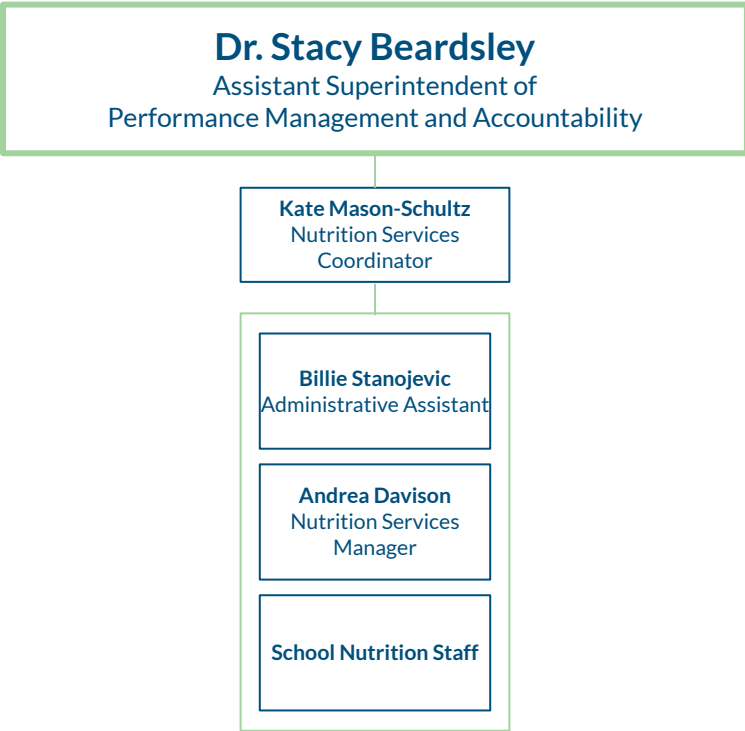 Dr. Stacy Beardsley
Assistant Superintendent of
Performance Management and Accountability
Kate Mason-Schultz
Nutrition Services
Coordinator
Billie Stanojevic
Administrative Assistant
Andrea Davison
Nutrition Services
Manager
School Nutrition Staff